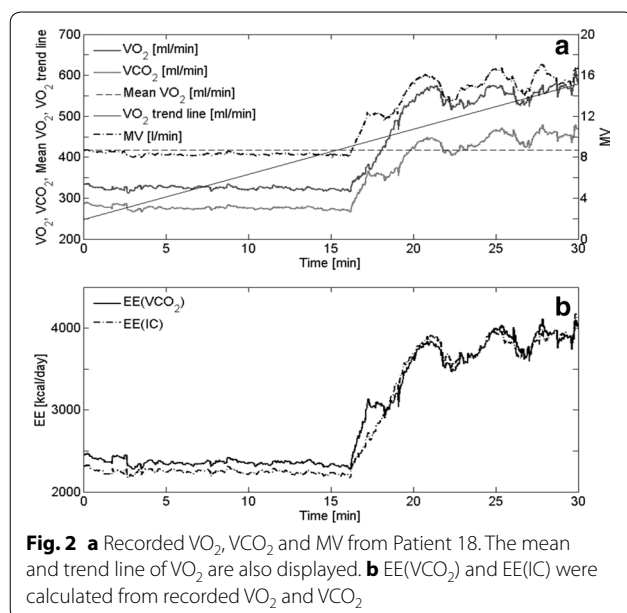 700
600
500
400
300
200
VO₂, VCO₂, Mean VO₂, VO₂ trend line
VO₂ [ml/min]
VCO₂ [ml/min]
Mean VO₂ [ml/min]
VO₂ trend line [ml/min]
MV [l/min]
a
20
16
12
8
4
0
MV
0 5 10 15 20 25 30
Time [min]
EE(VCO₂)
EE(IC)
b
4000
3000
2000
EE [kcal/day]
0 5 10 15 20 25 30
Time [min]
Fig. 2 a Recorded VO₂, VCO₂ and MV from Patient 18. The mean
and trend line of VO₂ are also displayed. b EE(VCO₂) and EE(IC) were
calculated from recorded VO₂ and VCO₂